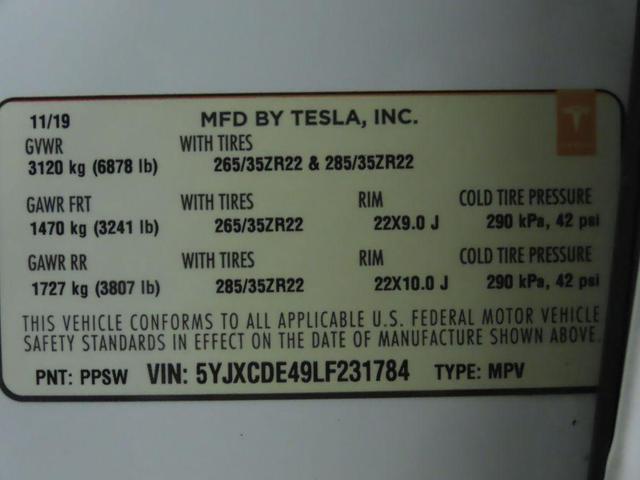 11/19 MFD BY TESLA, INC.
GVWR WITH TIRES
3120 kg (6878 lb) 265/35ZR22 & 285/35ZR22
GAWR FRT WITH TIRES RIM COLD TIRE PRESSURE
1470 kg (3241 lb) 265/35ZR22 22X9.0 J 290 kPa, 42 psi
GAWR RR WITH TIRES RIM COLD TIRE PRESSURE
1727 kg (3807 lb) 285/35ZR22 22X10.0 J 290 kPa, 42 psi
THIS VEHICLE CONFORMS TO ALL APPLICABLE U.S. FEDERAL MOTOR VEHICLE
SAFETY STANDARDS IN EFFECT ON THE DATE OF MANUFACTURE SHOWN ABOVE.
PNT: PPSW VIN: 5YJXCDE49LF231784 TYPE: MPV